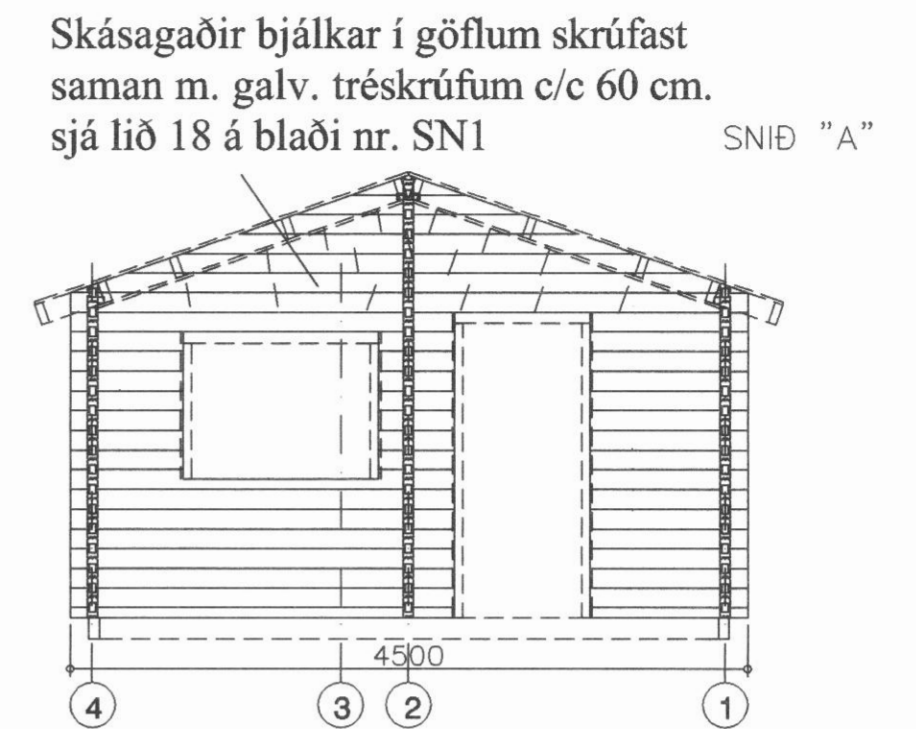 Skásagaðir bjálkar í göflum skrúfast
saman m. galv. tréskrúfum c/c 60 cm.
sjá lið 18 á blaði nr. SN1
SNIÐ "A"
4500
4 3 2 1